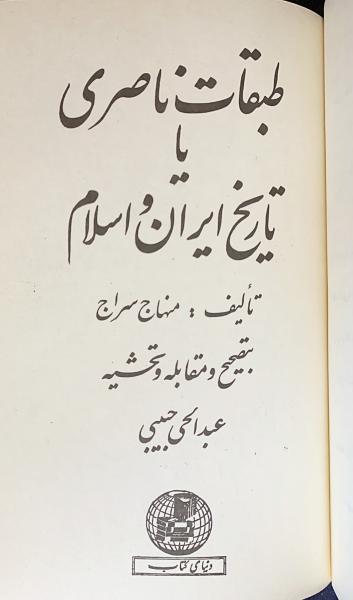 طبقات ناصری
یا
تاریخ ایران و اسلام
تألیف : منهاج سراج
بتصحیح و مقابله و تحشیه
عبدالحی حبیبی
دنیای کتاب